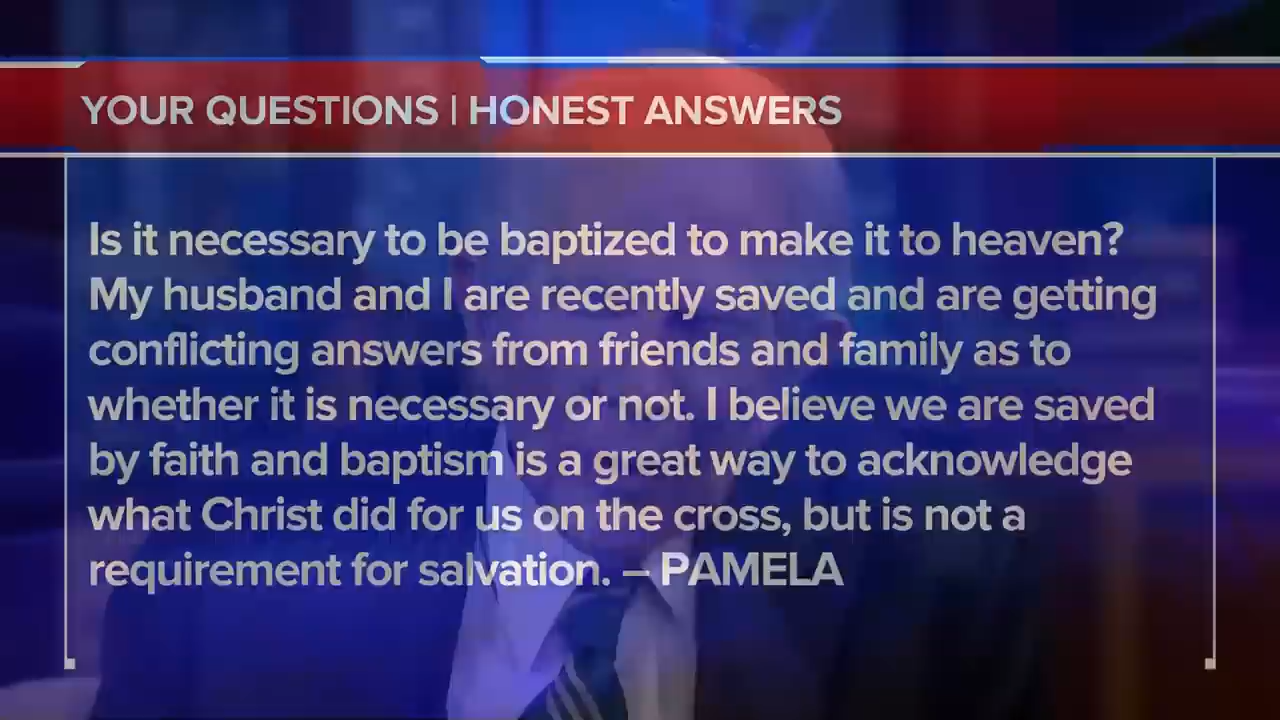 YOUR QUESTIONS | HONEST ANSWERS
Is it necessary to be baptized to make it to heaven?
My husband and I are recently saved and are getting
conflicting answers from friends and family as to
whether it is necessary or not. I believe we are saved
by faith and baptism is a great way to acknowledge
what Christ did for us on the cross, but is not a
requirement for salvation. – PAMELA